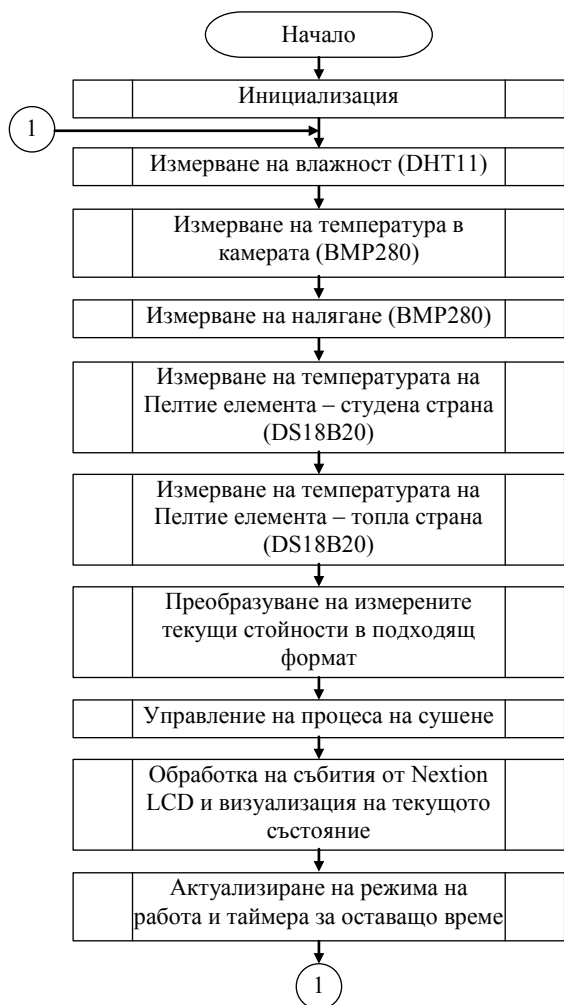 Начало
Инициализация
1
Измерване на влажност (DHT11)
Измерване на температура в
камерата (BMP280)
Измерване на налягане (BMP280)
Измерване на температурата на
Пелтие елемента – студена страна
(DS18B20)
Измерване на температурата на
Пелтие елемента – топла страна
(DS18B20)
Преобразуване на измерените
текущи стойности в подходящ
формат
Управление на процеса на сушене
Обработка на събития от Nextion
LCD и визуализация на текущото
състояние
Актуализиране на режима на
работа и таймера за оставащо време
1